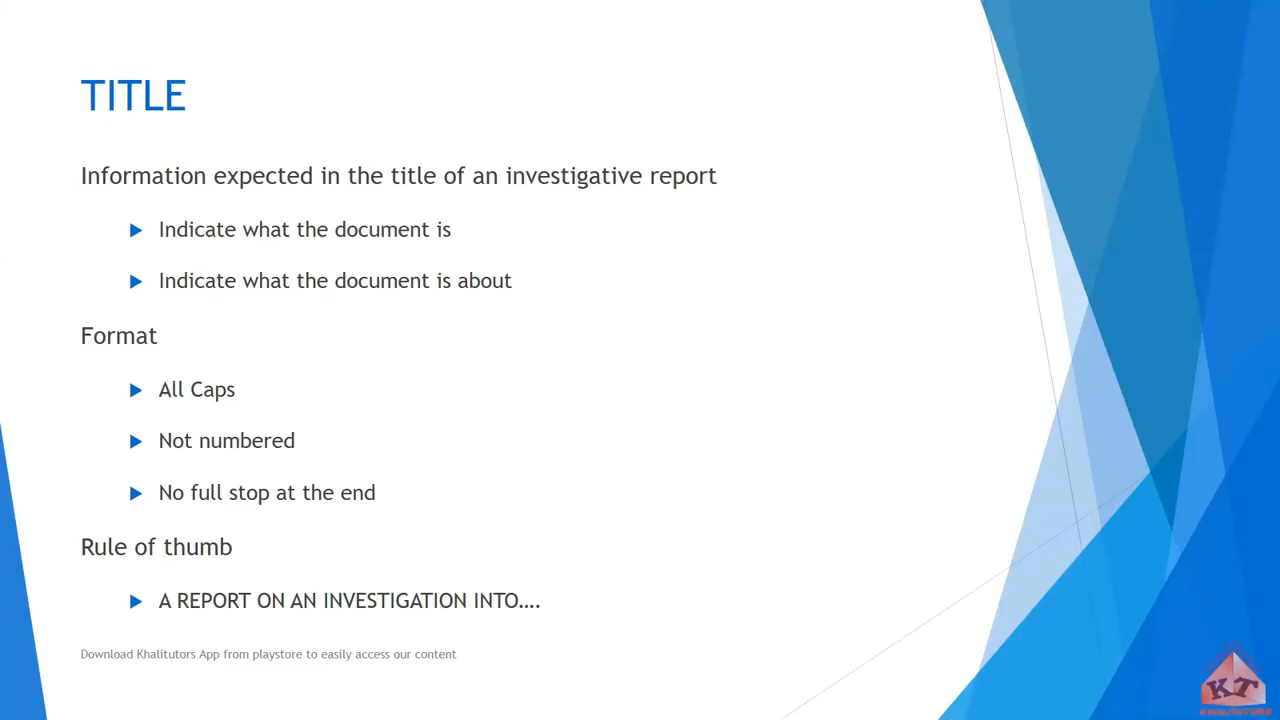 TITLE
Information expected in the title of an investigative report
Indicate what the document is
Indicate what the document is about
Format
All Caps
Not numbered
No full stop at the end
Rule of thumb
A REPORT ON AN INVESTIGATION INTO....
Download Khalitutors App from playstore to easily access our content
KT
KHALITUTORS